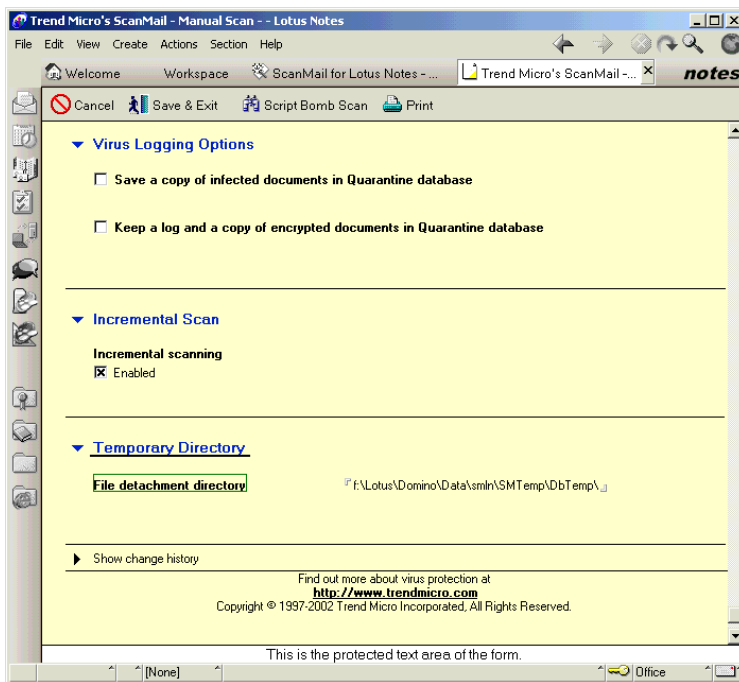 Trend Micro's ScanMail - Manual Scan - - Lotus Notes
File Edit View Create Actions Section Help
Welcome Workspace ScanMail for Lotus Notes - ... Trend Micro's ScanMail -... notes
Cancel Save & Exit Script Bomb Scan Print
Virus Logging Options
Save a copy of infected documents in Quarantine database
Keep a log and a copy of encrypted documents in Quarantine database
Incremental Scan
Incremental scanning
Enabled
Temporary Directory
File detachment directory f:\Lotus\Domino\Data\smln\SMTemp\DbTemp\
Show change history
Find out more about virus protection at
http://www.trendmicro.com
Copyright © 1997-2002 Trend Micro Incorporated, All Rights Reserved.
This is the protected text area of the form.
[None] Office